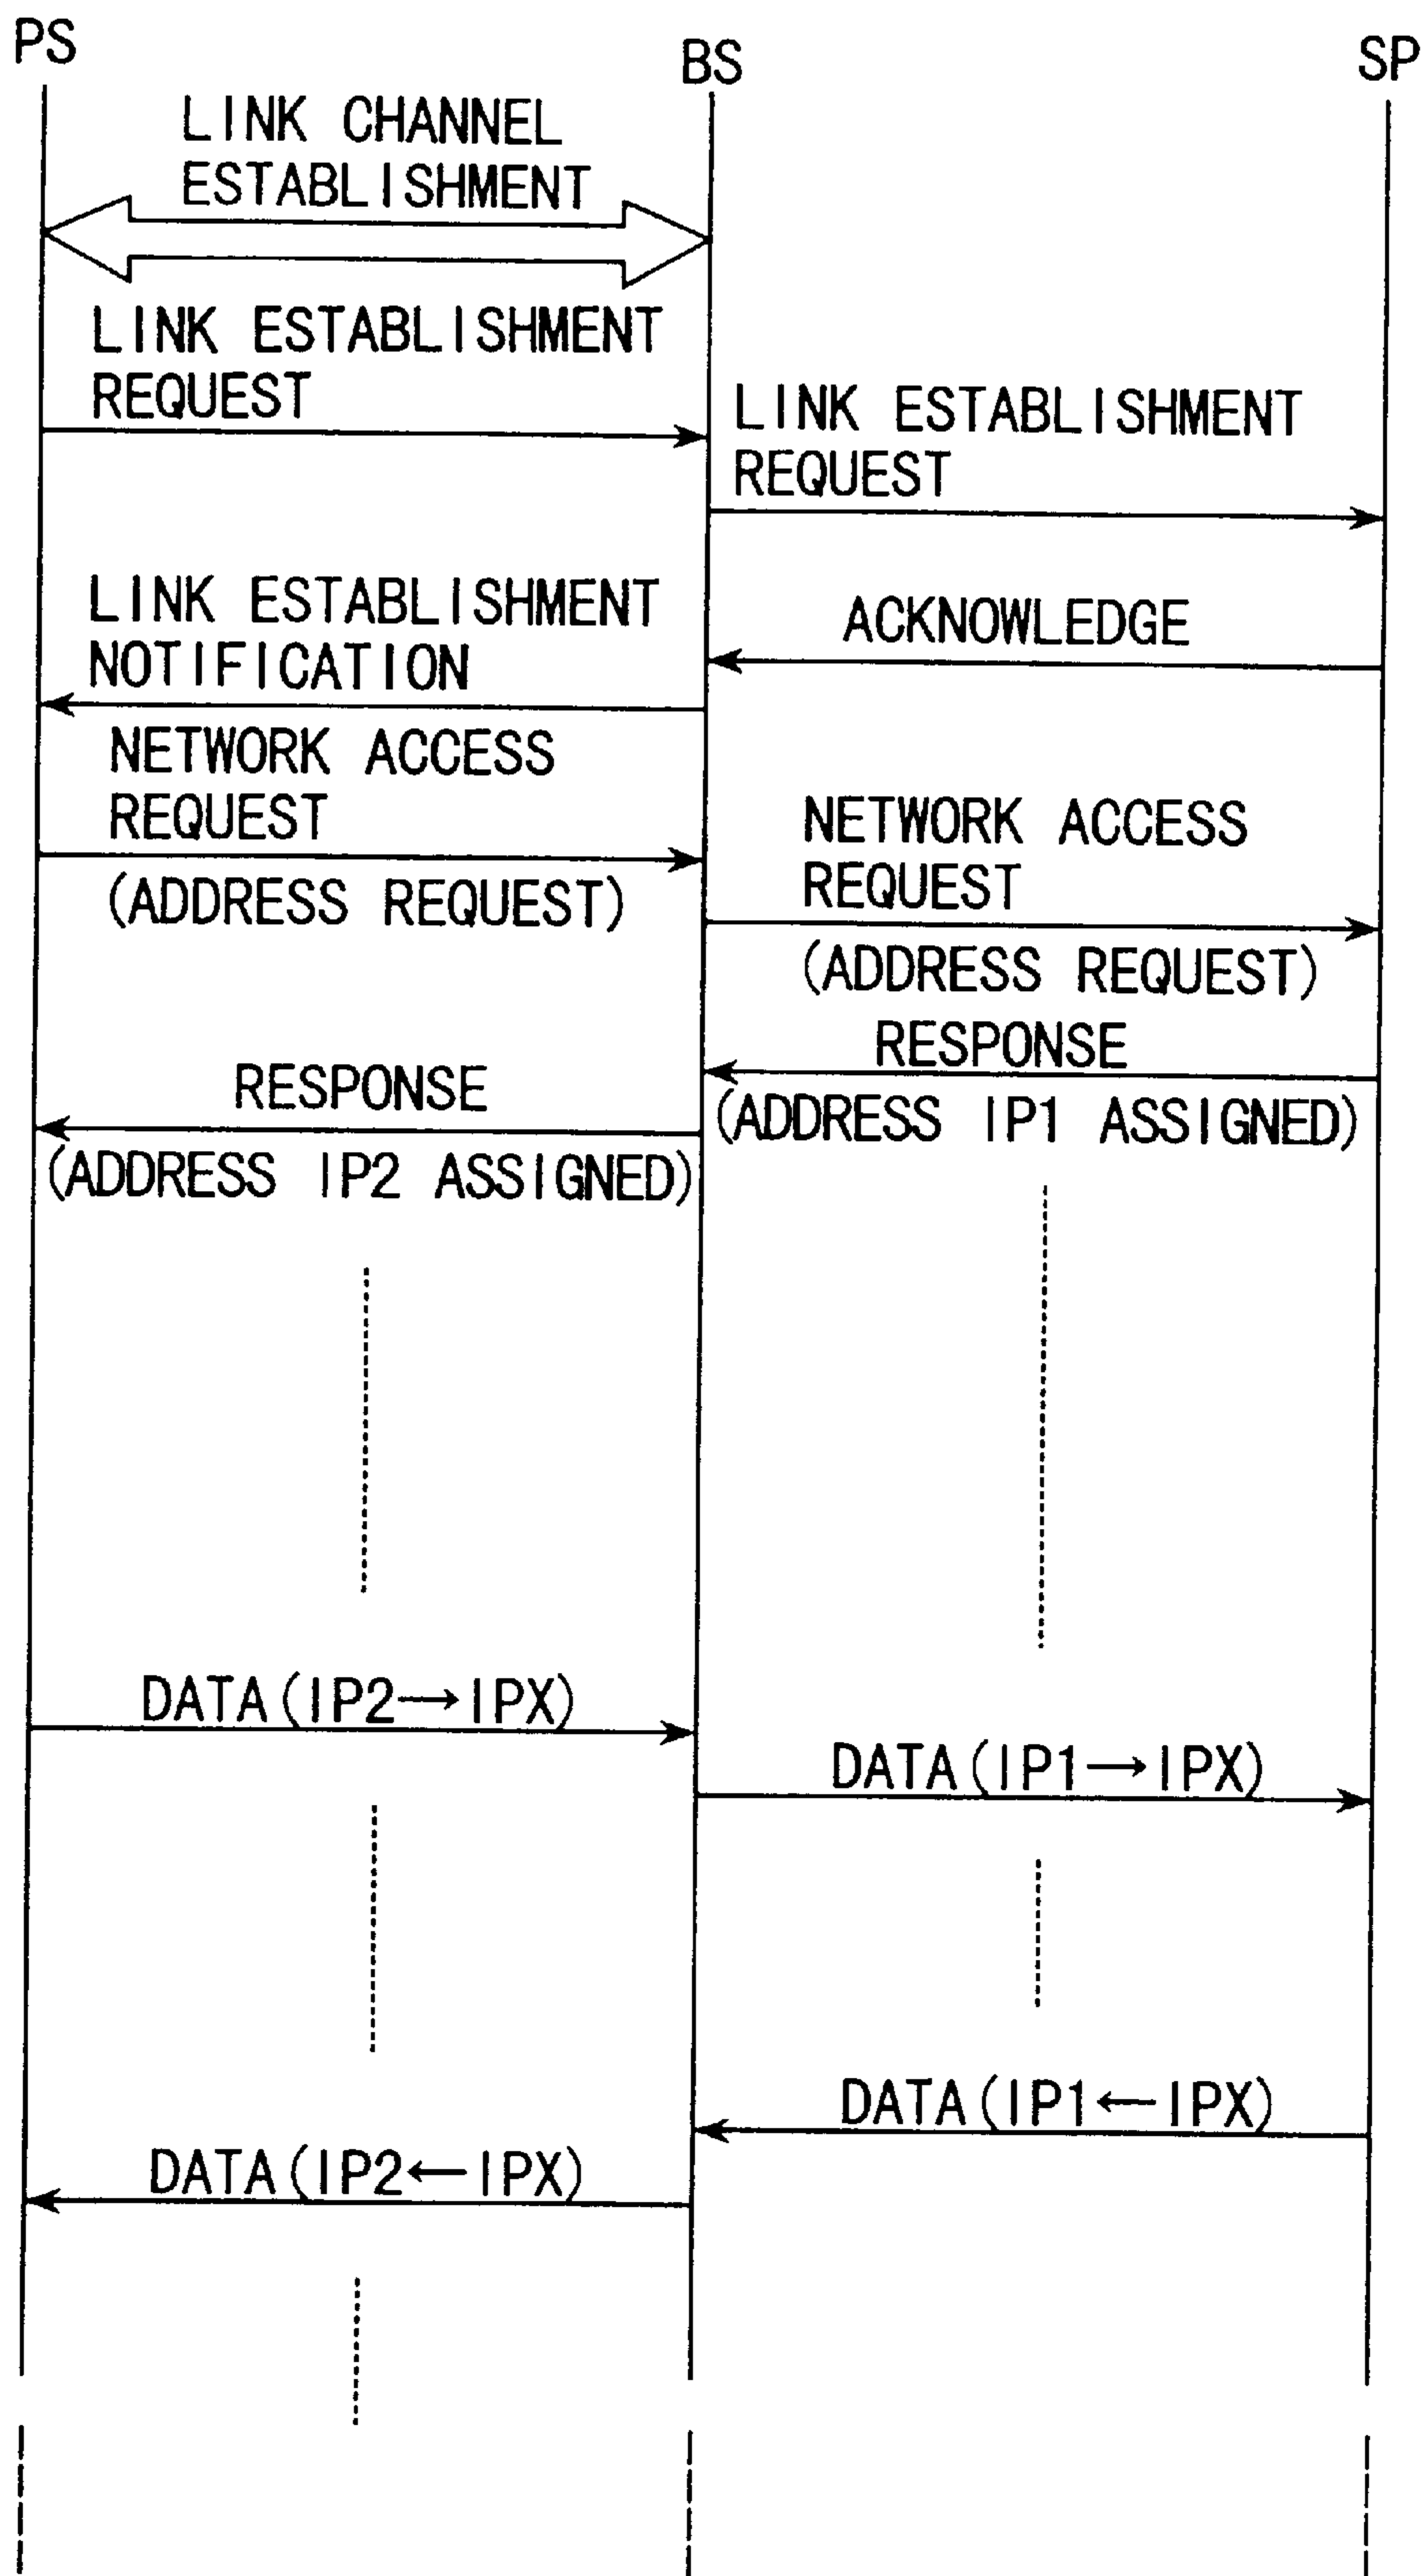 PS
BS
SP
LINK CHANNEL
ESTABLISHMENT
LINK ESTABLISHMENT
REQUEST
LINK ESTABLISHMENT
REQUEST
LINK ESTABLISHMENT
NOTIFICATION
ACKNOWLEDGE
NETWORK ACCESS
REQUEST
(ADDRESS REQUEST)
NETWORK ACCESS
REQUEST
(ADDRESS REQUEST)
RESPONSE
(ADDRESS IP1 ASSIGNED)
RESPONSE
(ADDRESS IP2 ASSIGNED)
DATA(IP2→IPX)
DATA(IP1→IPX)
DATA(IP1←IPX)
DATA(IP2←IPX)